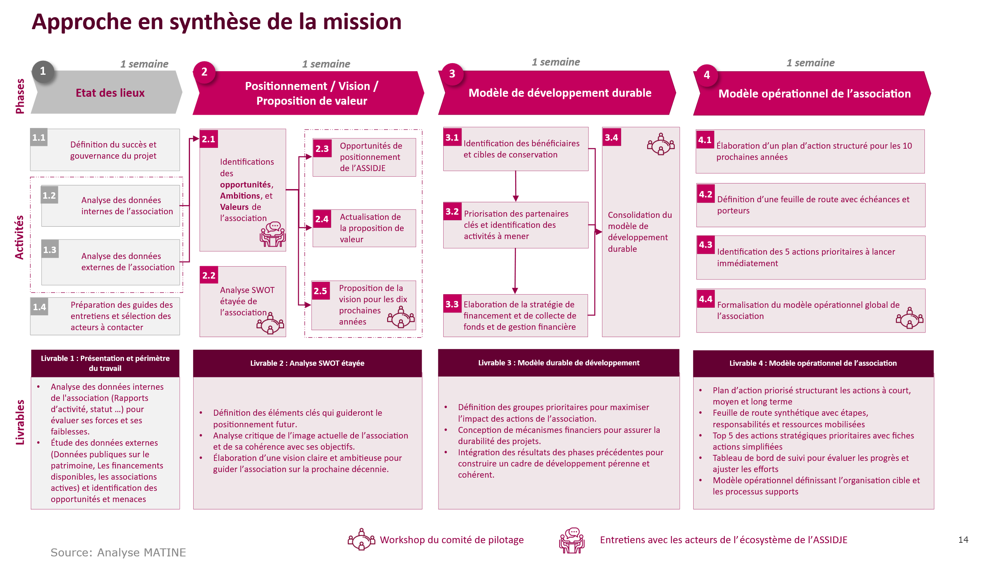 Approche en synthèse de la mission
Phases
1
1 semaine
Etat des lieux
2
1 semaine
Positionnement / Vision /
Proposition de valeur
3
1 semaine
Modèle de développement durable
4
1 semaine
Modèle opérationnel de l’association
Activités
1.1
Définition du succès et
gouvernance du projet
1.2
Analyse des données
internes de l’association
1.3
Analyse des données
externes de l’association
1.4
Préparation des guides des
entretiens et sélection des
acteurs à contacter
2.1
Identifications
des
opportunités,
Ambitions, et
Valeurs de
l’association
2.2
Analyse SWOT
étayée de
l’association
2.3
Opportunités de
positionnement
de l’ASSIDJE
2.4
Actualisation de
la proposition de
valeur
2.5
Proposition de la
vision pour les dix
prochaines
années
3.1
Identification des bénéficiaires
et cibles de conservation
3.2
Priorisation des partenaires
clés et identification des
activités à mener
3.3
Elaboration de la stratégie de
financement et de collecte de
fonds et de gestion financière
3.4
Consolidation du
modèle de
développement
durable
4.1
Élaboration d’un plan d’action structuré pour les 10
prochaines années
4.2
Définition d’une feuille de route avec échéances et
porteurs
4.3
Identification des 5 actions prioritaires à lancer
immédiatement
4.4
Formalisation du modèle opérationnel global de
l’association
Livrables
Livrable 1 : Présentation et périmètre
du travail
• Analyse des données internes
de l'association (Rapports
d’activité, statut ...) pour
évaluer ses forces et ses
faiblesses.
• Étude des données externes
(Données publiques sur le
patrimoine, Les financements
disponibles, les associations
actives) et identification des
opportunités et menaces
Livrable 2 : Analyse SWOT étayée
• Définition des éléments clés qui guideront le
positionnement futur.
• Analyse critique de l’image actuelle de l’association
et de sa cohérence avec ses objectifs.
• Élaboration d’une vision claire et ambitieuse pour
guider l’association sur la prochaine décennie.
Livrable 3 : Modèle durable de développement
• Définition des groupes prioritaires pour maximiser
l’impact des actions de l’association.
• Conception de mécanismes financiers pour assurer la
durabilité des projets.
• Intégration des résultats des phases précédentes pour
construire un cadre de développement pérenne et
cohérent.
Livrable 4 : Modèle opérationnel de l’association
• Plan d’action priorisé structurant les actions à court,
moyen et long terme
• Feuille de route synthétique avec étapes,
responsabilités et ressources mobilisées
• Top 5 des actions stratégiques prioritaires avec fiches
actions simplifiées
• Tableau de bord de suivi pour évaluer les progrès et
ajuster les efforts
• Modèle opérationnel définissant l’organisation cible et
les processus supports
Workshop du comité de pilotage
Entretiens avec les acteurs de l’écosystème de l’ASSIDJE
14
Source: Analyse MATINE